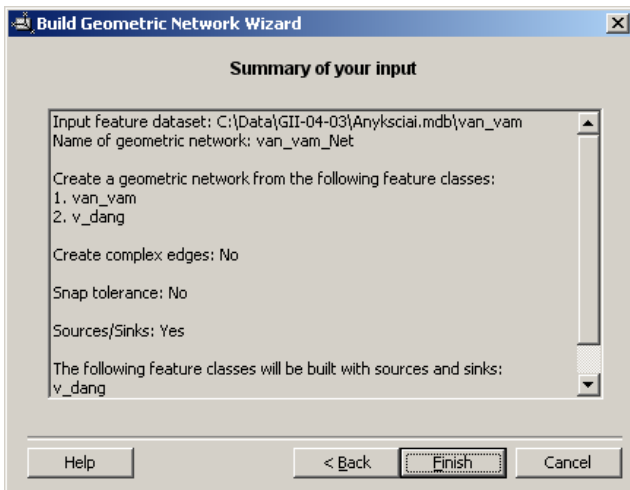 Build Geometric Network Wizard
Summary of your input
Input feature dataset: C:\Data\GII-04-03\Anyksciai.mdb\van_vam
Name of geometric network: van_vam_Net
Create a geometric network from the following feature classes:
1. van_vam
2. v_dang
Create complex edges: No
Snap tolerance: No
Sources/Sinks: Yes
The following feature classes will be built with sources and sinks:
v_dang
Help
< Back
Finish
Cancel